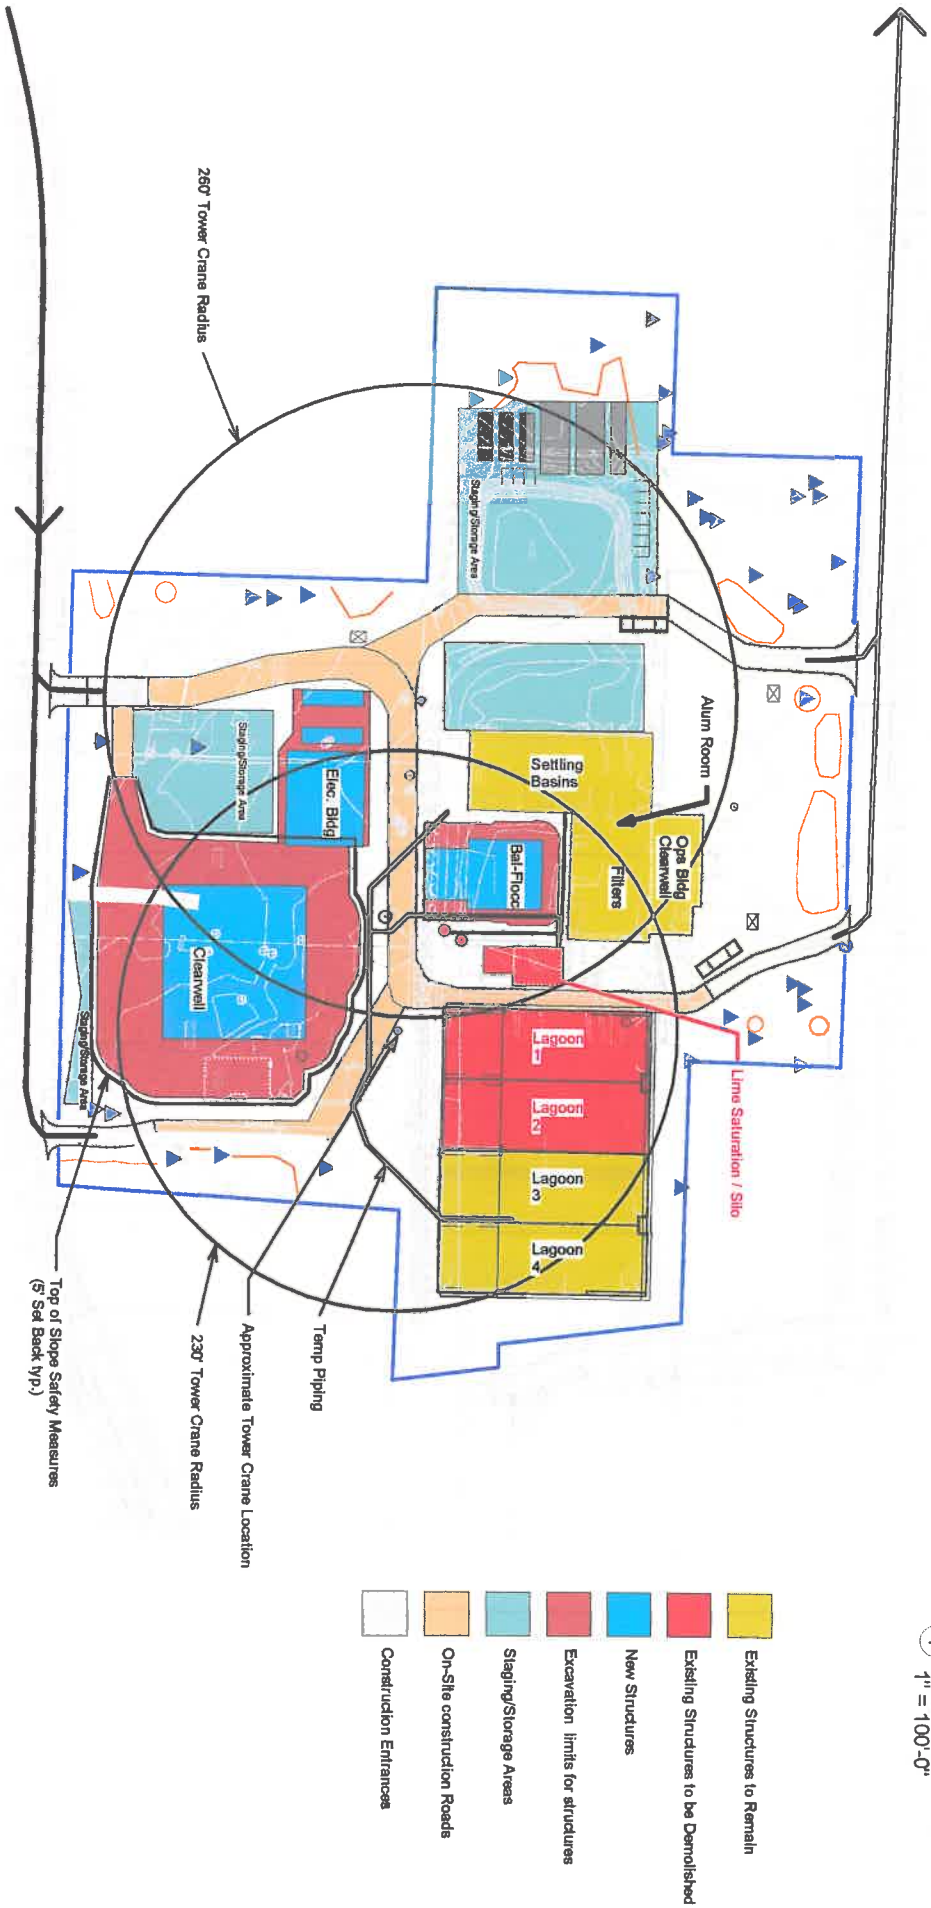 1" = 100'-0"
260' Tower Crane Radius
Staging/Storage Area
Alum Room
Settling
Basins
Ops Bldg
Clearwell
Filters
Bal-Floc
Elec. Bldg
Staging/Storage Area
Clearwell
Staging/Storage Area
Lagoon
1
Lagoon
2
Lagoon
3
Lagoon
4
Lime Saturation / Silo
Temp Piping
Approximate Tower Crane Location
230' Tower Crane Radius
Top of Slope Safety Measures
(5' Set Back typ.)
Existing Structures to Remain
Existing Structures to be Demolished
New Structures
Excavation limits for structures
Staging/Storage Areas
On-Site construction Roads
Construction Entrances